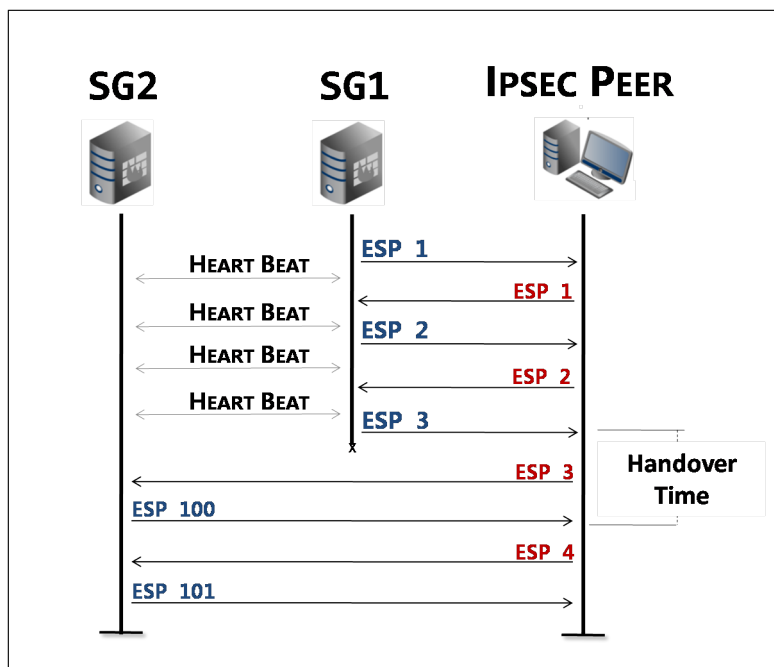 SG2
SG1
IPSEC PEER
ESP 1
HEART BEAT
ESP 1
HEART BEAT
ESP 2
HEART BEAT
ESP 2
HEART BEAT
ESP 3
x
Handover
Time
ESP 3
ESP 100
ESP 4
ESP 101